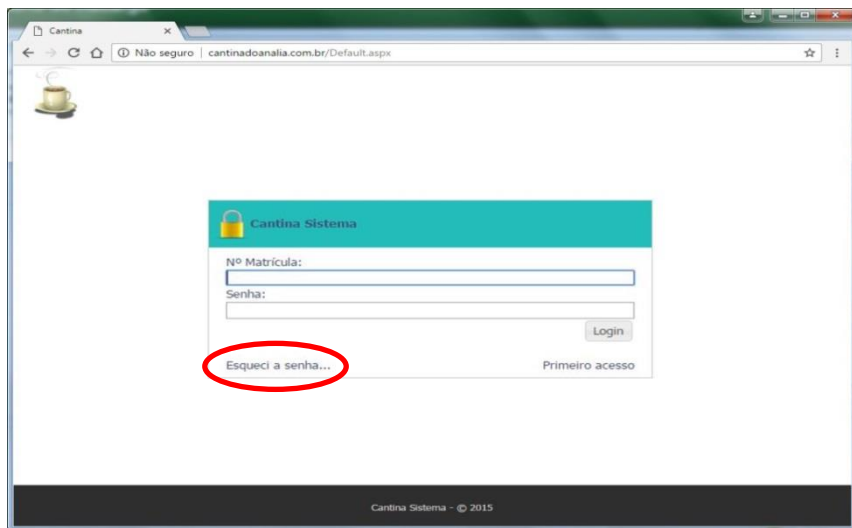 Cantina
Não seguro | cantinadoanalia.com.br/Default.aspx
Cantina Sistema
Nº Matrícula:
Senha:
Login
Esqueci a senha...
Primeiro acesso
Cantina Sistema - © 2015